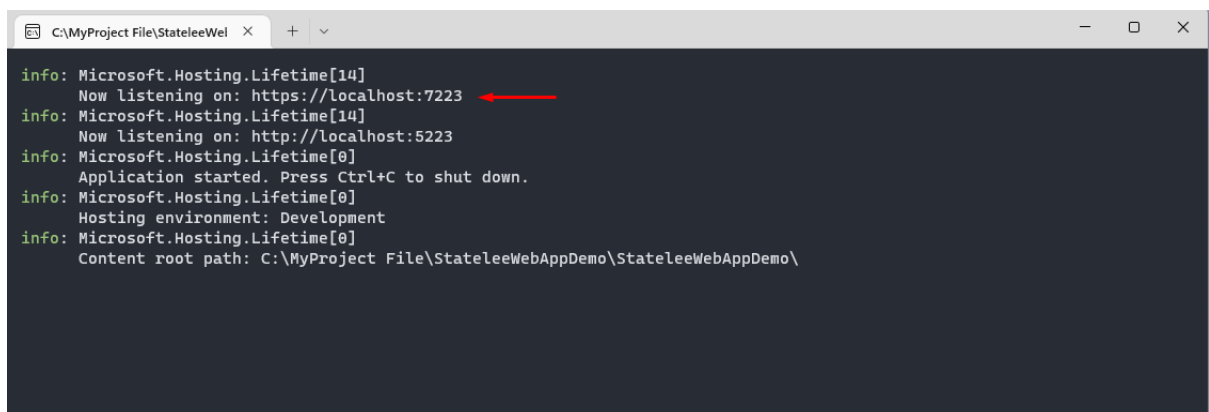 C:\MyProject File\StateleeWel
info: Microsoft.Hosting.Lifetime[14]
Now listening on: https://localhost:7223
info: Microsoft.Hosting.Lifetime[14]
Now listening on: http://localhost:5223
info: Microsoft.Hosting.Lifetime[0]
Application started. Press Ctrl+C to shut down.
info: Microsoft.Hosting.Lifetime[0]
Hosting environment: Development
info: Microsoft.Hosting.Lifetime[0]
Content root path: C:\MyProject File\StateleeWebAppDemo\StateleeWebAppDemo\